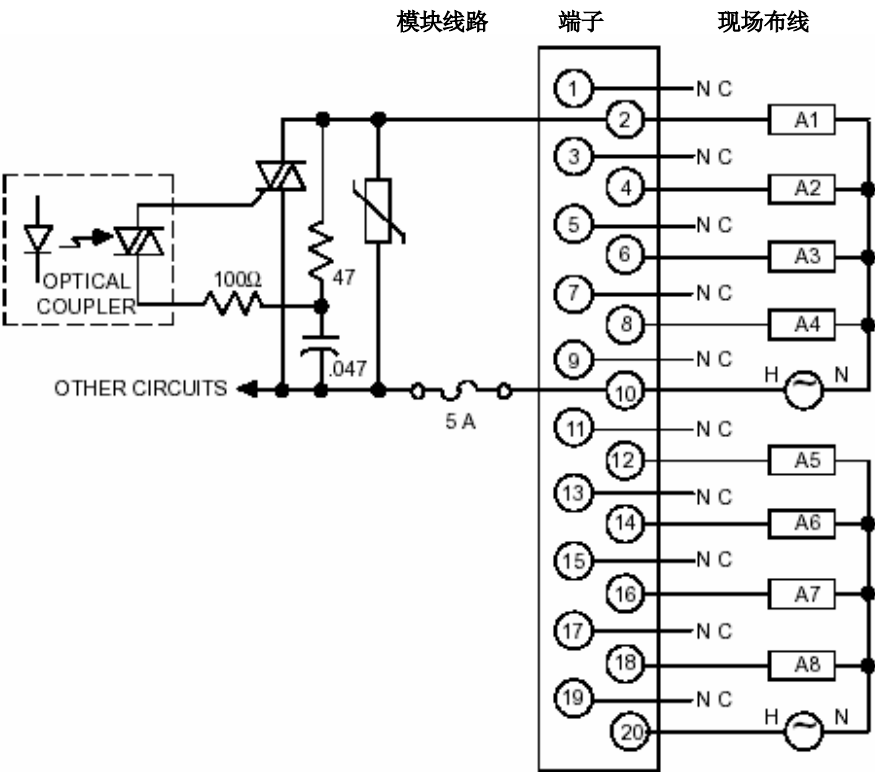 模块线路 端子 现场布线
1 N C
2 A1
3 N C
4 A2
5 N C
6 A3
OPTICAL
COUPLER
100Ω
47
7 N C
8 A4
.047
9 N C
OTHER CIRCUITS
5 A
10 H ~ N
11 N C
12 A5
13 N C
14 A6
15 N C
16 A7
17 N C
18 A8
19 N C
20 H ~ N